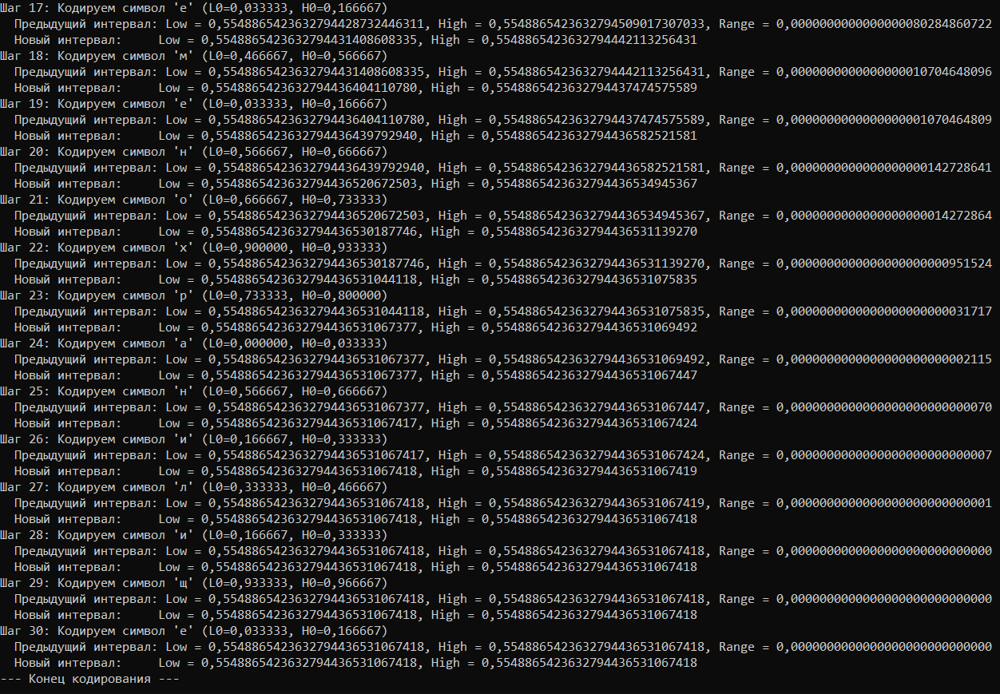 Шаг 17: Кодируем символ 'е' (L0=0,033333, H0=0,166667)
Предыдущий интервал: Low = 0,5548865423632794428732446311, High = 0,5548865423632794509017307033, Range = 0,0000000000000000080284860722
Новый интервал: Low = 0,5548865423632794431408608335, High = 0,5548865423632794442113256431
Шаг 18: Кодируем символ 'м' (L0=0,466667, H0=0,566667)
Предыдущий интервал: Low = 0,5548865423632794431408608335, High = 0,5548865423632794442113256431, Range = 0,0000000000000000010704648096
Новый интервал: Low = 0,5548865423632794436404110780, High = 0,5548865423632794437474575589
Шаг 19: Кодируем символ 'е' (L0=0,033333, H0=0,166667)
Предыдущий интервал: Low = 0,5548865423632794436404110780, High = 0,5548865423632794437474575589, Range = 0,0000000000000000001070464809
Новый интервал: Low = 0,5548865423632794436439792940, High = 0,5548865423632794436582521581
Шаг 20: Кодируем символ 'н' (L0=0,566667, H0=0,666667)
Предыдущий интервал: Low = 0,5548865423632794436439792940, High = 0,5548865423632794436582521581, Range = 0,0000000000000000000142728641
Новый интервал: Low = 0,5548865423632794436520672503, High = 0,5548865423632794436534945367
Шаг 21: Кодируем символ 'о' (L0=0,666667, H0=0,733333)
Предыдущий интервал: Low = 0,5548865423632794436520672503, High = 0,5548865423632794436534945367, Range = 0,0000000000000000000014272864
Новый интервал: Low = 0,5548865423632794436530187746, High = 0,5548865423632794436531139270
Шаг 22: Кодируем символ 'х' (L0=0,900000, H0=0,933333)
Предыдущий интервал: Low = 0,5548865423632794436530187746, High = 0,5548865423632794436531139270, Range = 0,0000000000000000000000951524
Новый интервал: Low = 0,5548865423632794436531044118, High = 0,5548865423632794436531075835
Шаг 23: Кодируем символ 'р' (L0=0,733333, H0=0,800000)
Предыдущий интервал: Low = 0,5548865423632794436531044118, High = 0,5548865423632794436531075835, Range = 0,0000000000000000000000031717
Новый интервал: Low = 0,5548865423632794436531067377, High = 0,5548865423632794436531069492
Шаг 24: Кодируем символ 'а' (L0=0,000000, H0=0,033333)
Предыдущий интервал: Low = 0,5548865423632794436531067377, High = 0,5548865423632794436531069492, Range = 0,0000000000000000000000002115
Новый интервал: Low = 0,5548865423632794436531067377, High = 0,5548865423632794436531067447
Шаг 25: Кодируем символ 'н' (L0=0,566667, H0=0,666667)
Предыдущий интервал: Low = 0,5548865423632794436531067377, High = 0,5548865423632794436531067447, Range = 0,0000000000000000000000000070
Новый интервал: Low = 0,5548865423632794436531067417, High = 0,5548865423632794436531067424
Шаг 26: Кодируем символ 'и' (L0=0,166667, H0=0,333333)
Предыдущий интервал: Low = 0,5548865423632794436531067417, High = 0,5548865423632794436531067424, Range = 0,0000000000000000000000000007
Новый интервал: Low = 0,5548865423632794436531067418, High = 0,5548865423632794436531067419
Шаг 27: Кодируем символ 'л' (L0=0,333333, H0=0,466667)
Предыдущий интервал: Low = 0,5548865423632794436531067418, High = 0,5548865423632794436531067419, Range = 0,0000000000000000000000000001
Новый интервал: Low = 0,5548865423632794436531067418, High = 0,5548865423632794436531067418
Шаг 28: Кодируем символ 'и' (L0=0,166667, H0=0,333333)
Предыдущий интервал: Low = 0,5548865423632794436531067418, High = 0,5548865423632794436531067418, Range = 0,0000000000000000000000000000
Новый интервал: Low = 0,5548865423632794436531067418, High = 0,5548865423632794436531067418
Шаг 29: Кодируем символ 'щ' (L0=0,933333, H0=0,966667)
Предыдущий интервал: Low = 0,5548865423632794436531067418, High = 0,5548865423632794436531067418, Range = 0,0000000000000000000000000000
Новый интервал: Low = 0,5548865423632794436531067418, High = 0,5548865423632794436531067418
Шаг 30: Кодируем символ 'е' (L0=0,033333, H0=0,166667)
Предыдущий интервал: Low = 0,5548865423632794436531067418, High = 0,5548865423632794436531067418, Range = 0,0000000000000000000000000000
Новый интервал: Low = 0,5548865423632794436531067418, High = 0,5548865423632794436531067418
--- Конец кодирования ---